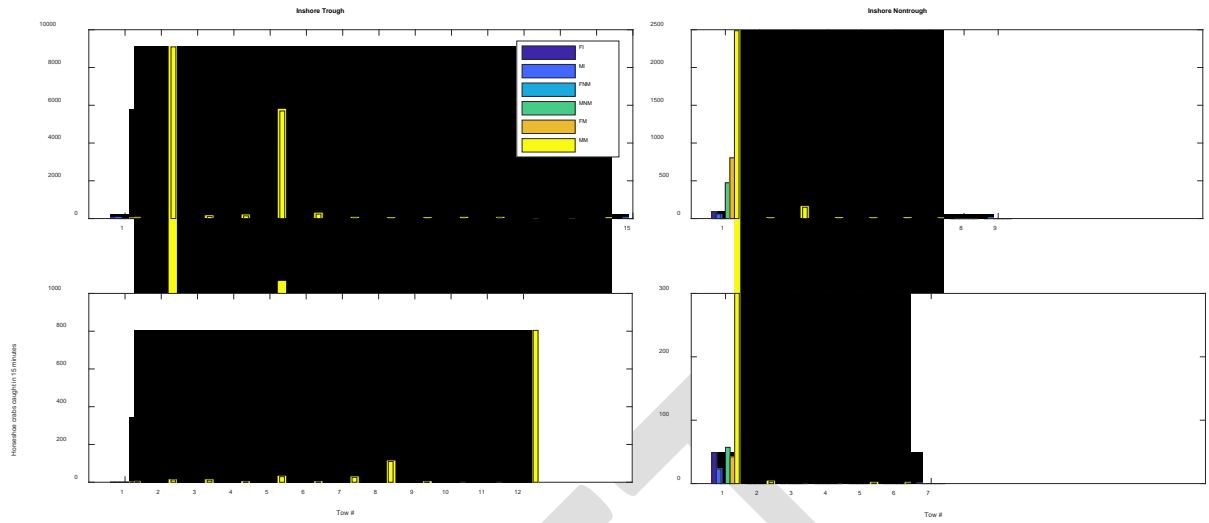 Inshore Trough
Inshore Nontrough
10000
8000
6000
4000
2000
0
FI
MI
FNM
MNM
FM
MM
1
15
2500
2000
1500
1000
500
0
1
8
9
Horseshoe crabs caught in 15 minutes
1000
800
600
400
200
0
1 2 3 4 5 6 7 8 9 10 11 12
Tow #
300
200
100
0
1 2 3 4 5 6 7
Tow #